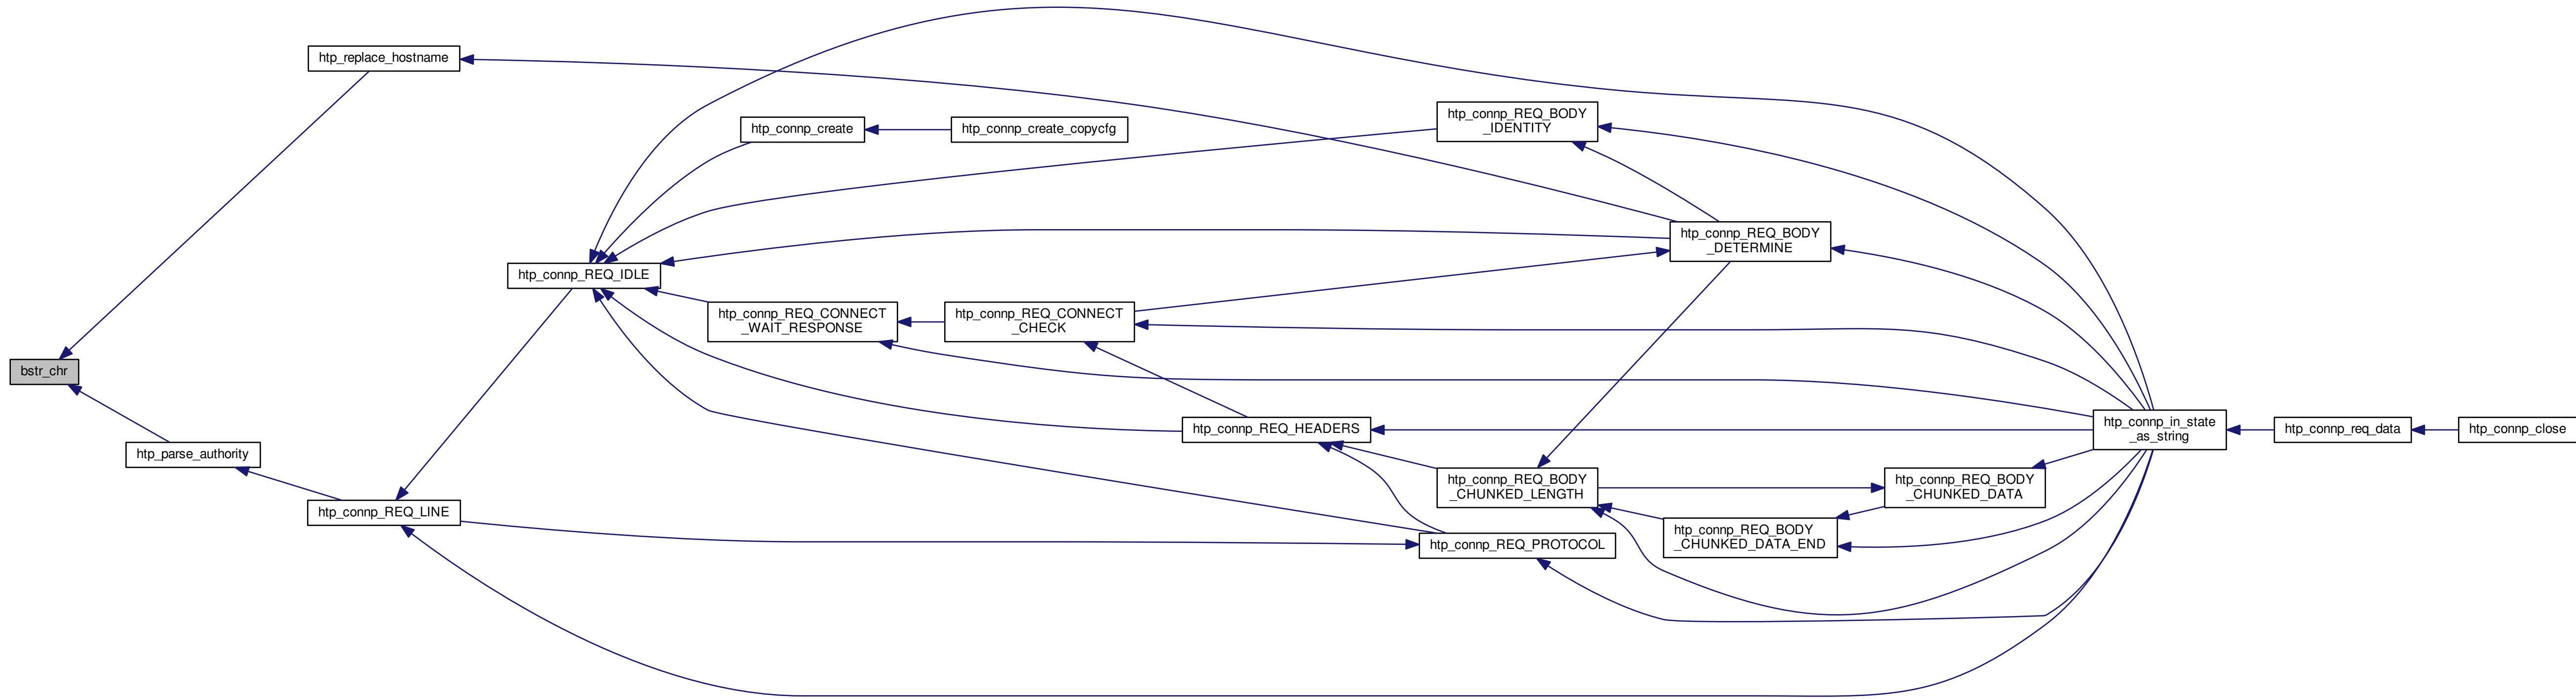 htp_replace_hostname
htp_connp_create
htp_connp_create_copycfg
htp_connp_REQ_BODY
_IDENTITY
htp_connp_REQ_BODY
_DETERMINE
htp_connp_REQ_IDLE
htp_connp_REQ_CONNECT
_WAIT_RESPONSE
htp_connp_REQ_CONNECT
_CHECK
bstr_chr
htp_connp_REQ_HEADERS
htp_connp_in_state
_as_string
htp_connp_req_data
htp_connp_close
htp_parse_authority
htp_connp_REQ_BODY
_CHUNKED_LENGTH
htp_connp_REQ_BODY
_CHUNKED_DATA
htp_connp_REQ_LINE
htp_connp_REQ_BODY
_CHUNKED_DATA_END
htp_connp_REQ_PROTOCOL